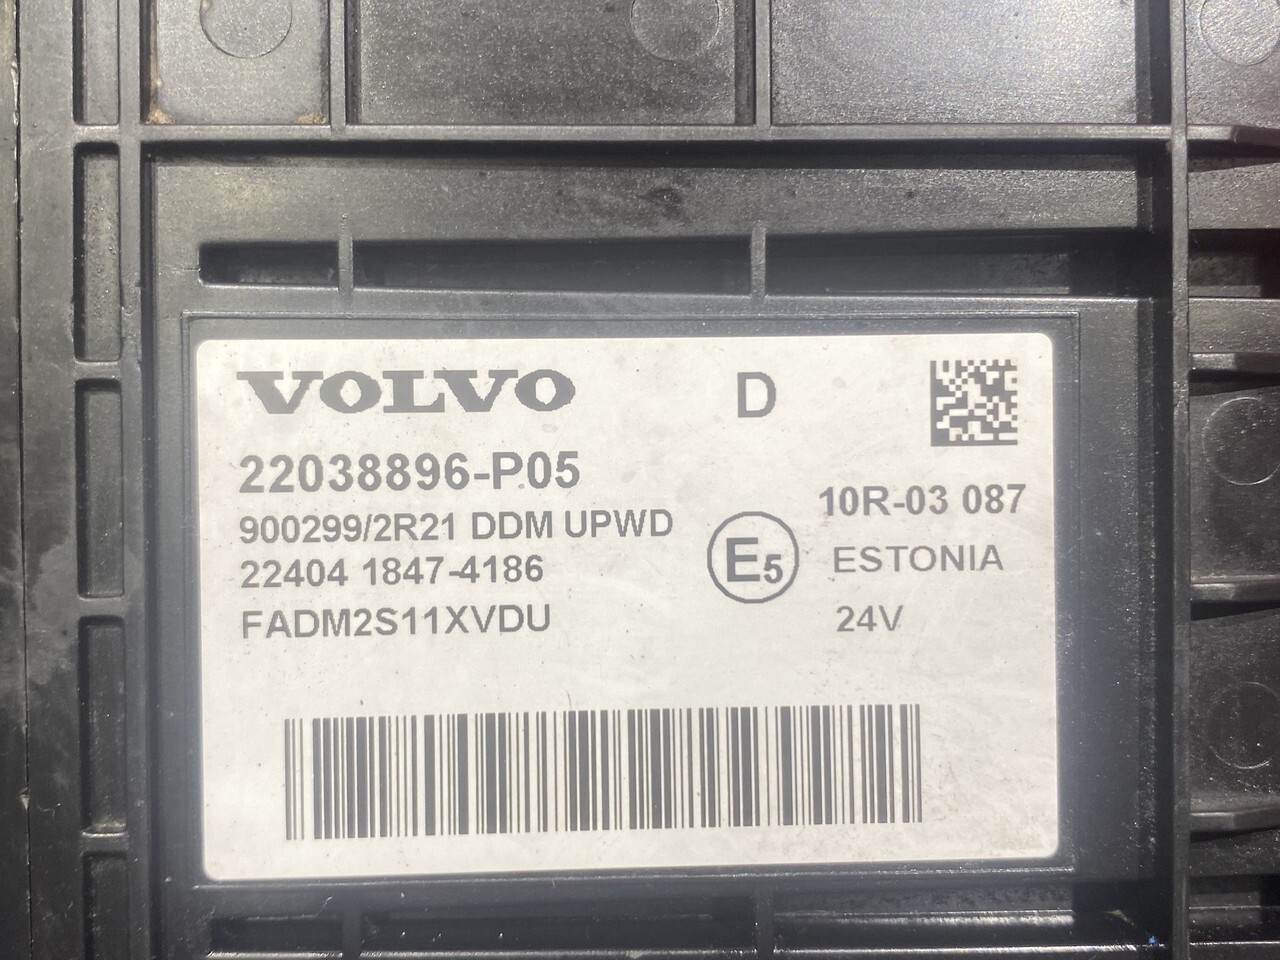 VOLVO D
22038896-P05
900299/2R21 DDM UPWD
22404 1847-4186
FADM2S11XVDU
10R-03 087
E5 ESTONIA
24V